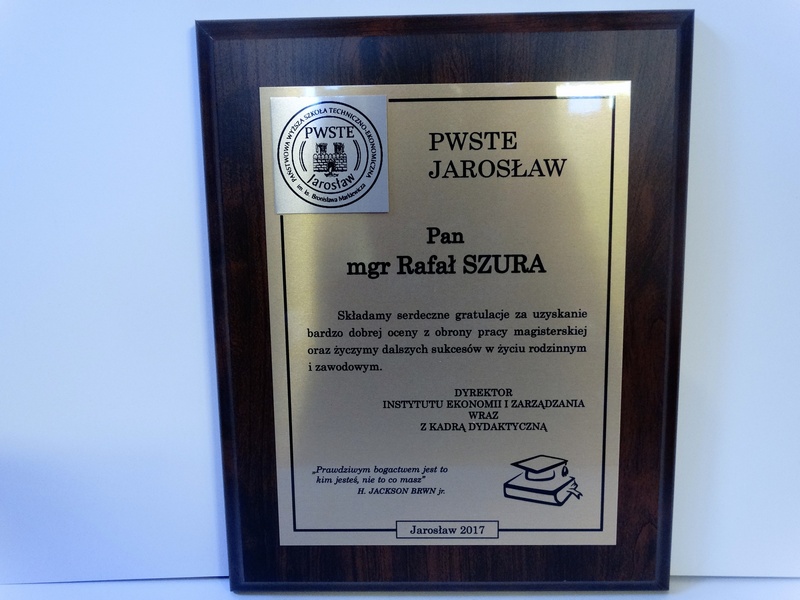 PAŃSTWOWA WYŻSZA SZKOŁA TECHNICZNO-EKONOMICZNA
PWSTE
Jarosław
im. ks. Bronisława Markiewicza
PWSTE
JAROSŁAW
Pan
mgr Rafał SZURA
Składamy serdeczne gratulacje za uzyskanie
bardzo dobrej oceny z obrony pracy magisterskiej
oraz życzymy dalszych sukcesów w życiu rodzinnym
i zawodowym.
DYREKTOR
INSTYTUTU EKONOMII I ZARZĄDZANIA
WRAZ
Z KADRĄ DYDAKTYCZNĄ
„Prawdziwym bogactwem jest to
kim jesteś, nie to co masz"
H. JACKSON BRWN jr.
Jarosław 2017